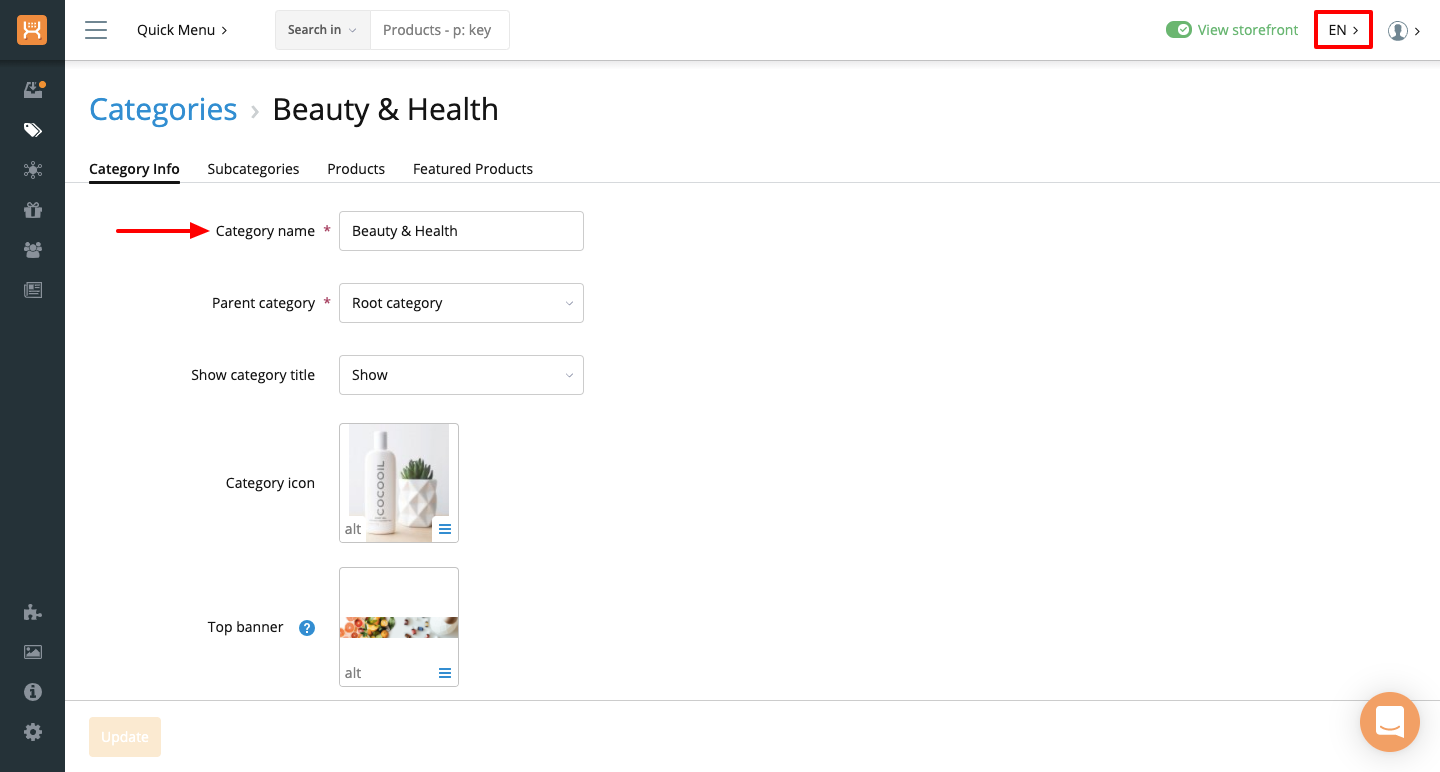 Quick Menu
Search in
Products - p: key
View storefront
EN
Categories › Beauty & Health
Category Info
Subcategories
Products
Featured Products
Category name *
Beauty & Health
Parent category *
Root category
Show category title
Show
Category icon
COCOOIL
alt
Top banner ?
alt
Update